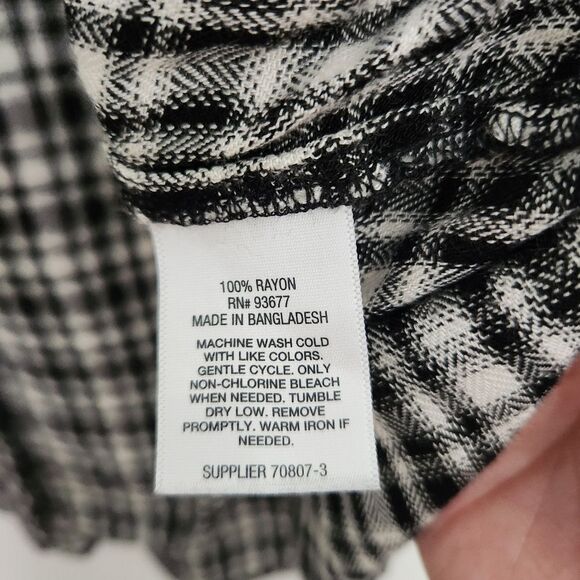 100% RAYON
RN# 93677
MADE IN BANGLADESH
MACHINE WASH COLD
WITH LIKE COLORS.
GENTLE CYCLE. ONLY
NON-CHLORINE BLEACH
WHEN NEEDED. TUMBLE
DRY LOW. REMOVE
PROMPTLY. WARM IRON IF
NEEDED.
SUPPLIER 70807-3